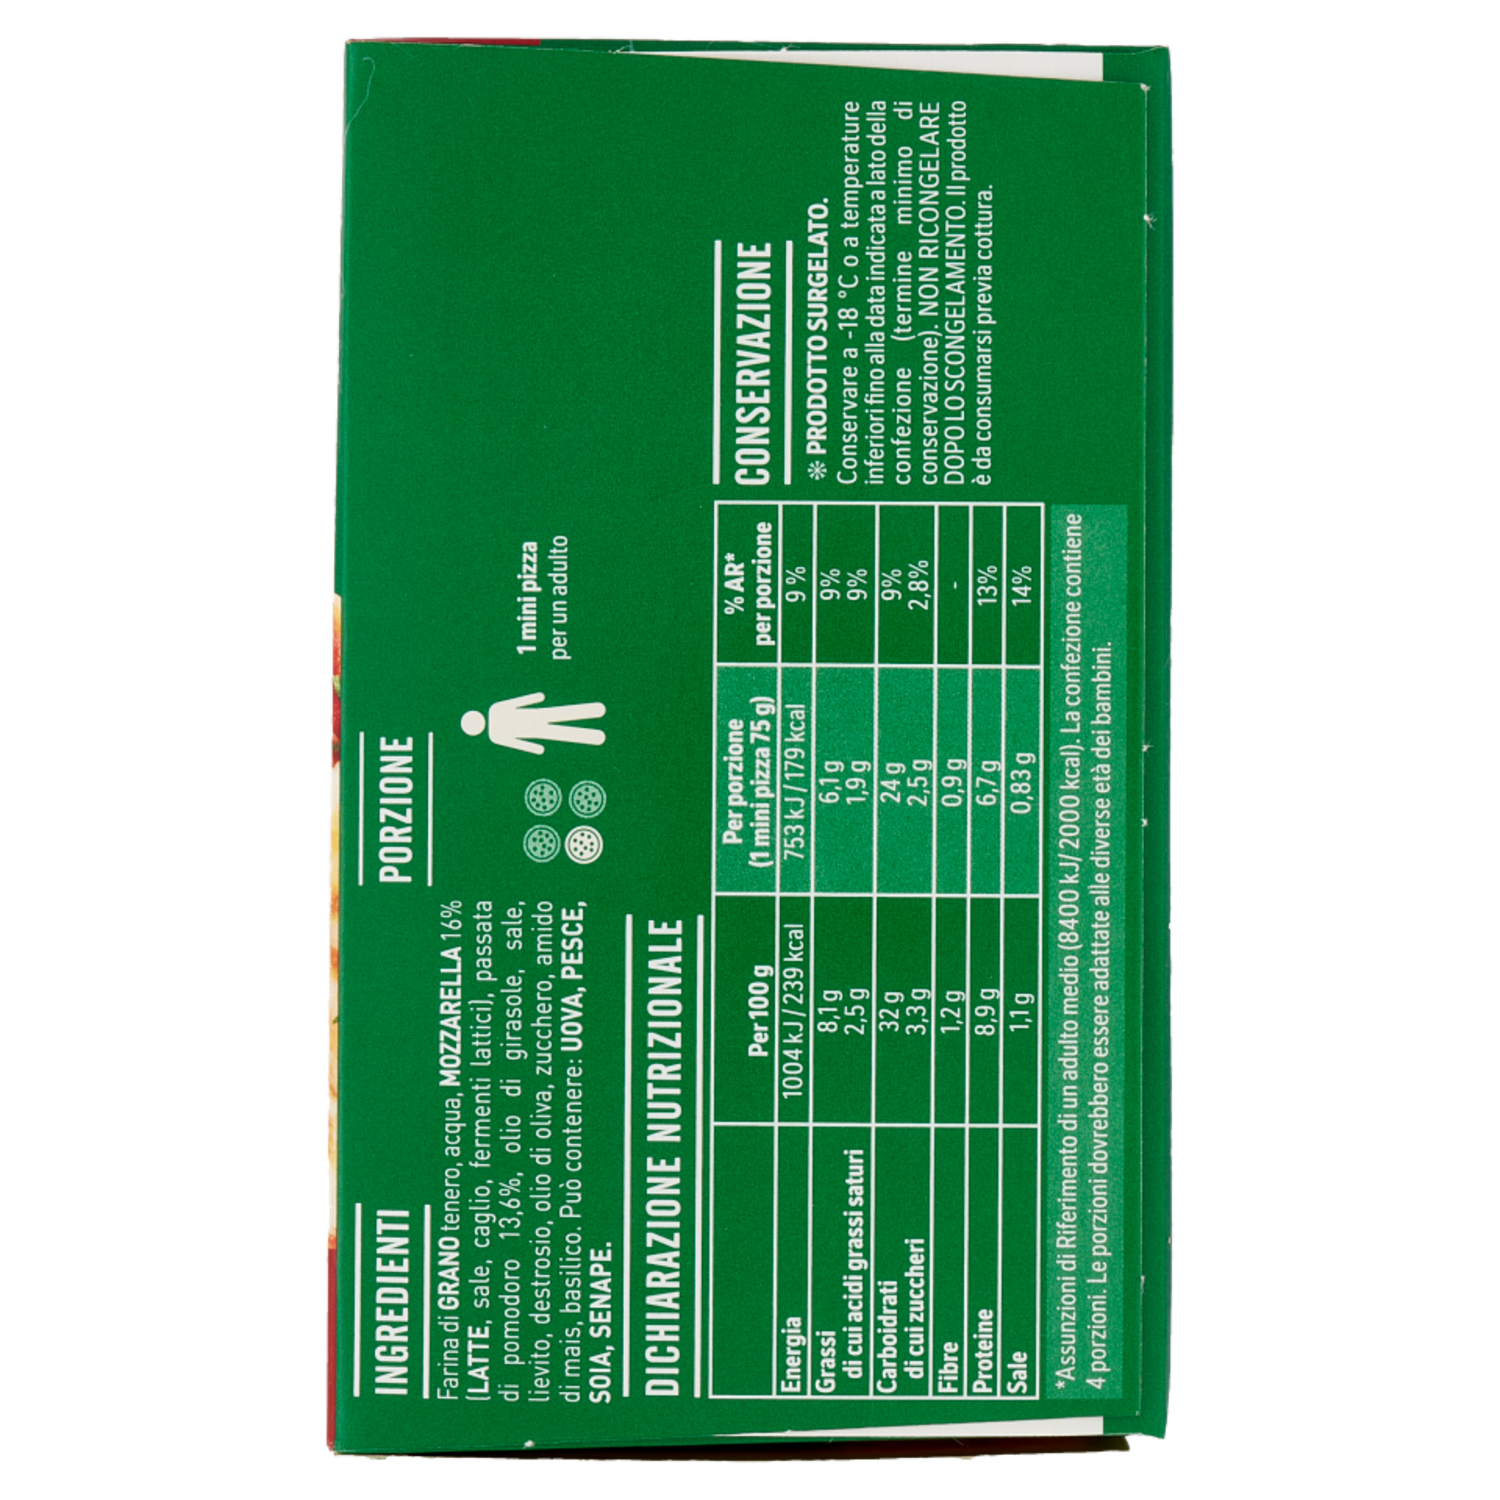 INGREDIENTI
Farina di GRANO tenero, acqua, MOZZARELLA 16%
(LATTE, sale, caglio, fermenti lattici), passata
di pomodoro 13,6%, olio di girasole, sale,
lievito, destrosio, olio di oliva, zucchero, amido
di mais, basilico. Può contenere: UOVA, PESCE,
SOIA, SENAPE.
PORZIONE
1 mini pizza
per un adulto
DICHIARAZIONE NUTRIZIONALE
Per 100 g Per porzione (1 mini pizza 75 g) % AR* per porzione
Energia 1004 kJ / 239 kcal 753 kJ / 179 kcal 9 %
Grassi 8,1 g 6,1 g 9%
di cui acidi grassi saturi 2,5 g 1,9 g 9%
Carboidrati 32 g 24 g 9%
di cui zuccheri 3,3 g 2,5 g 2,8%
Fibre 1,2 g 0,9 g -
Proteine 8,9 g 6,7 g 13%
Sale 1,1 g 0,83 g 14%
*Assunzioni di Riferimento di un adulto medio (8400 kJ/ 2000 kcal). La confezione contiene
4 porzioni. Le porzioni dovrebbero essere adattate alle diverse età dei bambini.
CONSERVAZIONE
PRODOTTO SURGELATO.
Conservare a -18 °C o a temperature
inferiori fino alla data indicata a lato della
confezione (termine minimo di
conservazione). NON RICONGELARE
DOPO LO SCONGELAMENTO. Il prodotto
è da consumarsi previa cottura.